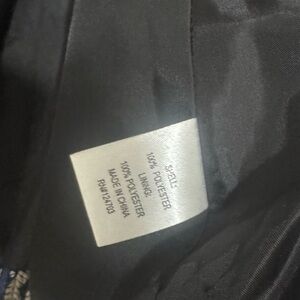 SHELL:
100% POLYESTER
LINING:
100% POLYESTER
MADE IN CHINA
RN#124703